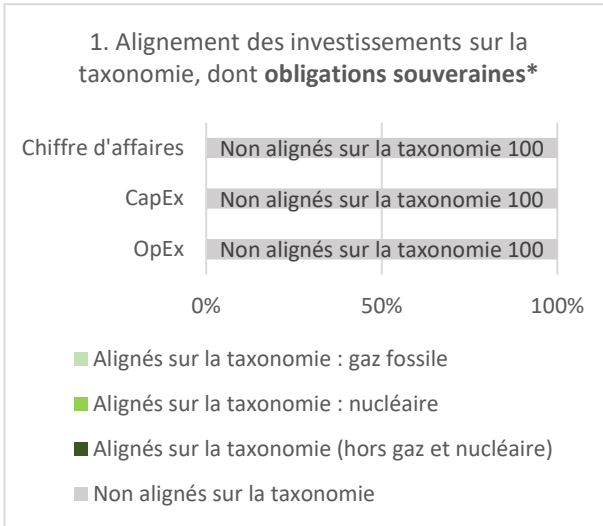 1. Alignement des investissements sur la
taxonomie, dont obligations souveraines*
Chiffre d'affaires
Non alignés sur la taxonomie 100
CapEx
Non alignés sur la taxonomie 100
OpEx
Non alignés sur la taxonomie 100
0% 50% 100%
Alignés sur la taxonomie : gaz fossile
Alignés sur la taxonomie : nucléaire
Alignés sur la taxonomie (hors gaz et nucléaire)
Non alignés sur la taxonomie